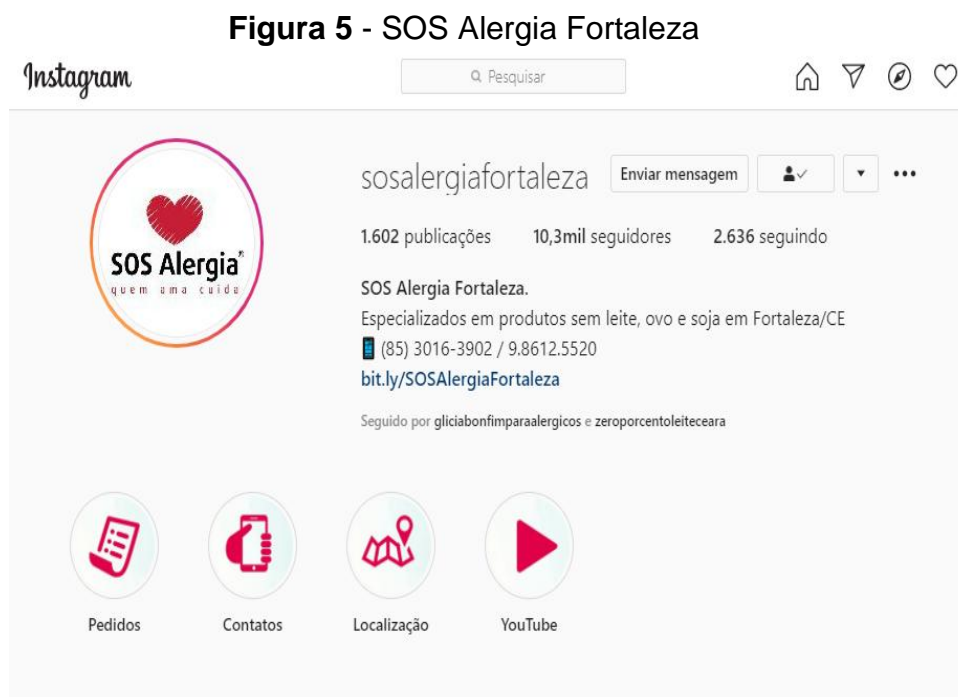 Figura 5 - SOS Alergia Fortaleza
Instagram
Pesquisar
sosalergiafortaleza Enviar mensagem
1.602 publicações 10,3mil seguidores 2.636 seguindo
SOS Alergia
quem ama cuida
SOS Alergia Fortaleza.
Especializados em produtos sem leite, ovo e soja em Fortaleza/CE
(85) 3016-3902 / 9.8612.5520
bit.ly/SOSAlergiaFortaleza
Seguido por gliciabonfimparaalergicos e zeroporcentoleiteceara
Pedidos Contatos Localização YouTube